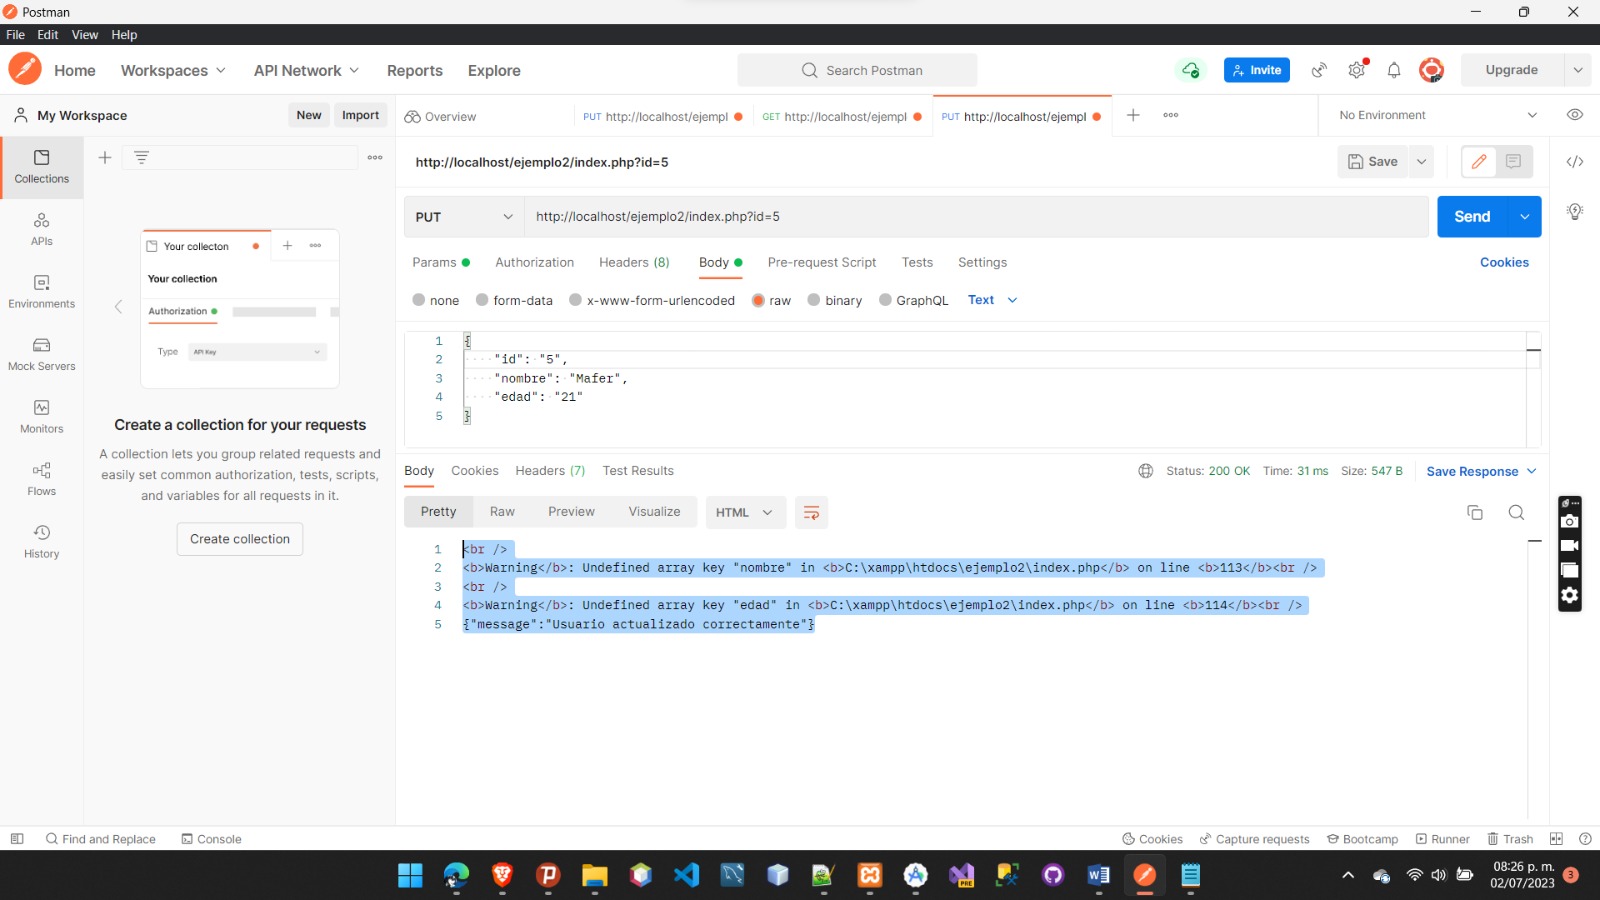 Postman
File Edit View Help
Home Workspaces API Network Reports Explore
Search Postman
Invite
Upgrade
My Workspace
New Import
Overview
PUT http://localhost/ejempl
GET http://localhost/ejempl
PUT http://localhost/ejempl
No Environment
http://localhost/ejemplo2/index.php?id=5
Save
PUT
http://localhost/ejemplo2/index.php?id=5
Send
Params Authorization Headers (8) Body Pre-request Script Tests Settings
Cookies
none form-data x-www-form-urlencoded raw binary GraphQL Text
1 {
2 "id": "5",
3 "nombre": "Mafer",
4 "edad": "21"
5 }
Body Cookies Headers (7) Test Results
Status: 200 OK Time: 31 ms Size: 547 B
Save Response
Pretty Raw Preview Visualize HTML
1 <br />
2 <b>Warning</b>: Undefined array key "nombre" in <b>C:\xampp\htdocs\ejemplo2\index.php</b> on line <b>113</b><br />
3 <br />
4 <b>Warning</b>: Undefined array key "edad" in <b>C:\xampp\htdocs\ejemplo2\index.php</b> on line <b>114</b><br />
5 {"message":"Usuario actualizado correctamente"}
Collections
APIs
Environments
Mock Servers
Monitors
Flows
History
Your collecton
Your collection
Authorization
Type API Key
Create a collection for your requests
A collection lets you group related requests and
easily set common authorization, tests, scripts,
and variables for all requests in it.
Create collection
Find and Replace
Console
Cookies
Capture requests
Bootcamp
Runner
Trash
PRE
08:26 p. m.
02/07/2023
3